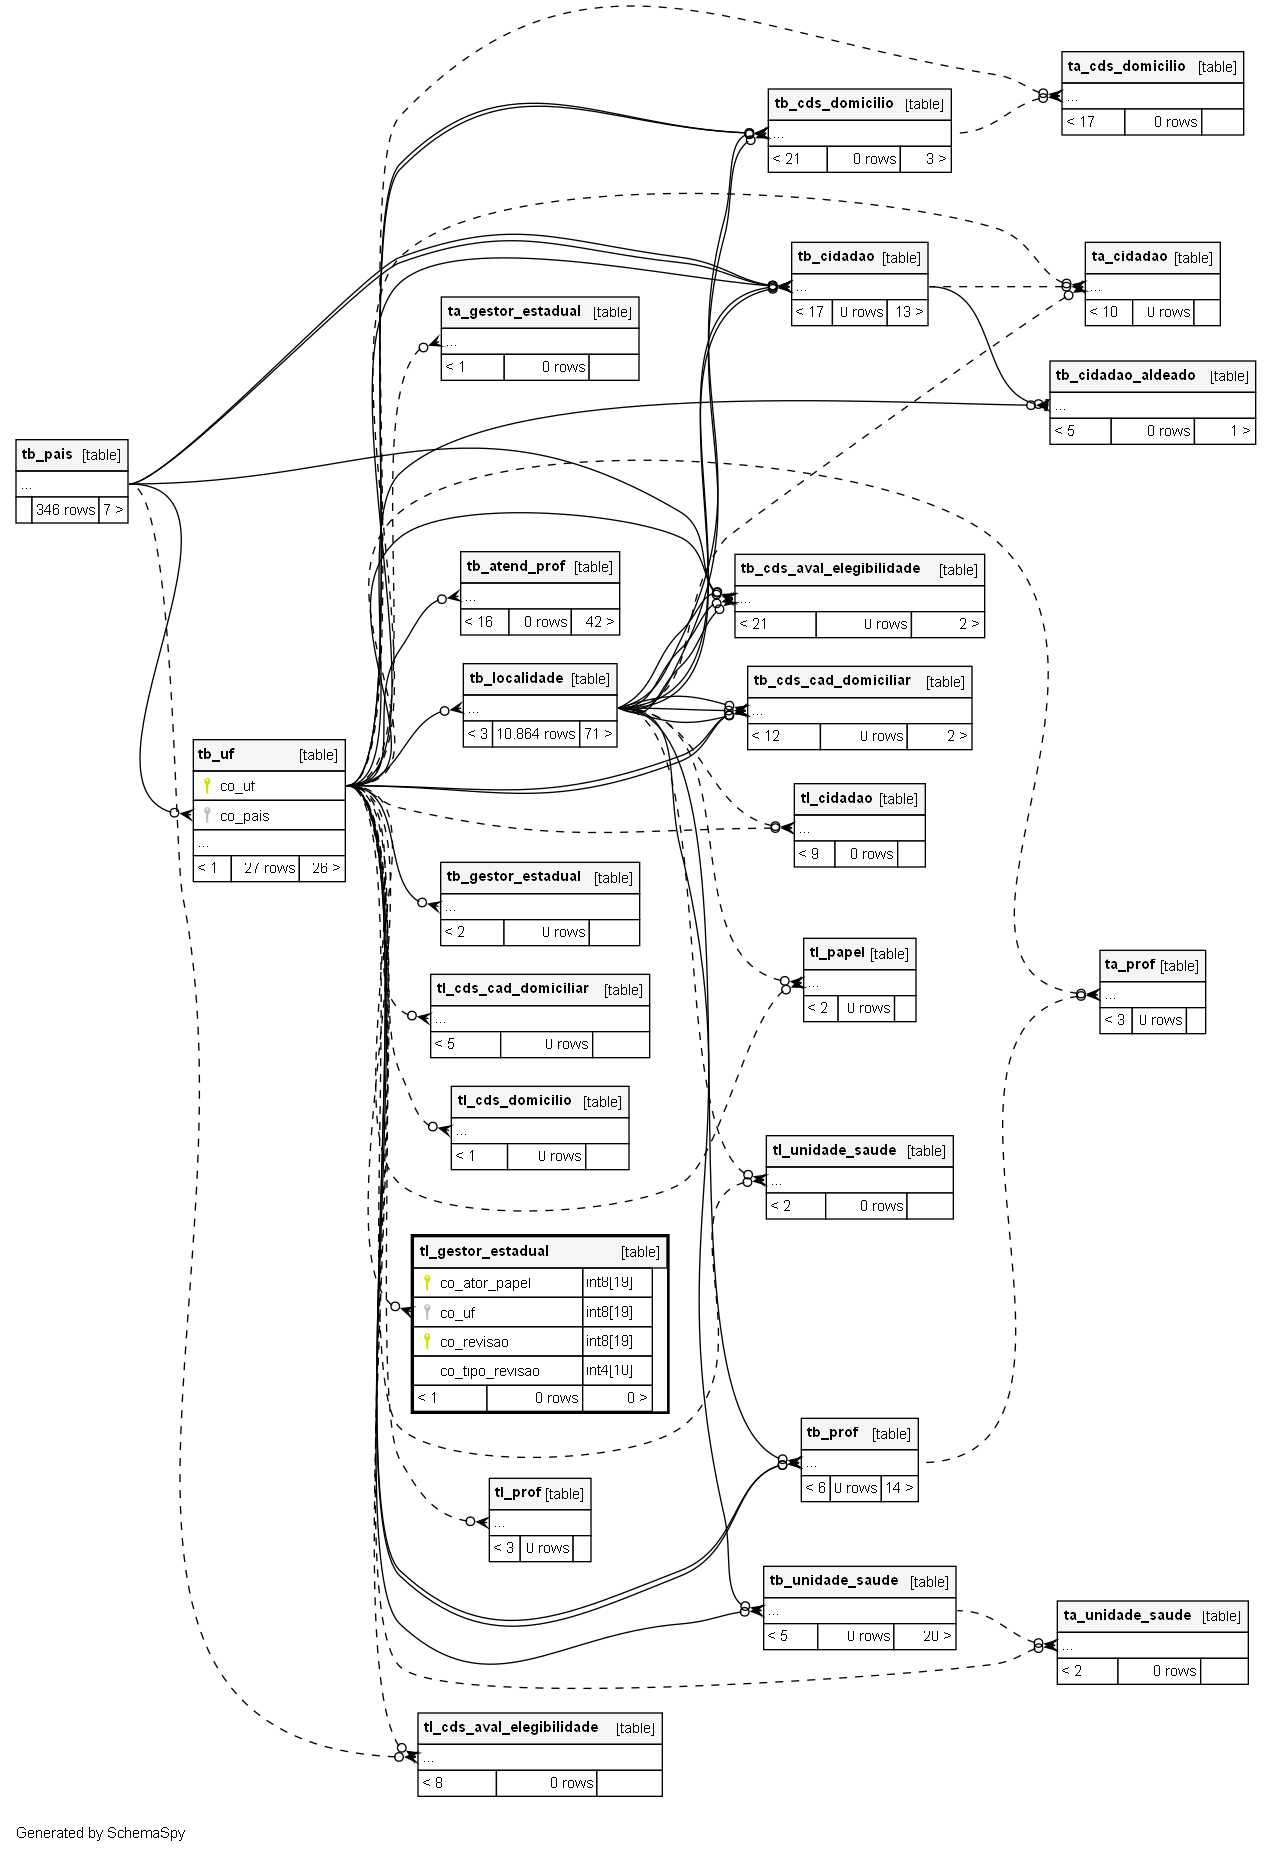 ta_cds_domicilio [table]
...
< 17 0 rows
tb_cds_domicilio [table]
...
< 21 0 rows 3 >
tb_cidadao [table]
...
< 17 0 rows 13 >
ta_cidadao [table]
...
< 10 0 rows
ta_gestor_estadual [table]
...
< 1 0 rows
tb_cidadao_aldeado [table]
...
< 5 0 rows 1 >
tb_pais [table]
...
346 rows 7 >
tb_atend_prof [table]
...
< 16 0 rows 42 >
tb_cds_aval_elegibilidade [table]
...
< 21 0 rows 2 >
tb_localidade [table]
...
< 3 10.864 rows 71 >
tb_cds_cad_domiciliar [table]
...
< 12 0 rows 2 >
tb_uf [table]
co_uf
co_pais
...
< 1 27 rows 26 >
tl_cidadao [table]
...
< 9 0 rows
tb_gestor_estadual [table]
...
< 2 0 rows
tl_papel [table]
...
< 2 0 rows
ta_prof [table]
...
< 3 0 rows
tl_cds_cad_domiciliar [table]
...
< 5 0 rows
tl_cds_domicilio [table]
...
< 1 0 rows
tl_unidade_saude [table]
...
< 2 0 rows
tl_gestor_estadual [table]
co_ator_papel int8[19]
co_uf int8[19]
co_revisao int8[19]
co_tipo_revisao int4[10]
< 1 0 rows 0 >
tb_prof [table]
...
< 6 0 rows 14 >
tl_prof [table]
...
< 3 0 rows
tb_unidade_saude [table]
...
< 5 0 rows 20 >
ta_unidade_saude [table]
...
< 2 0 rows
tl_cds_aval_elegibilidade [table]
...
< 8 0 rows
Generated by SchemaSpy